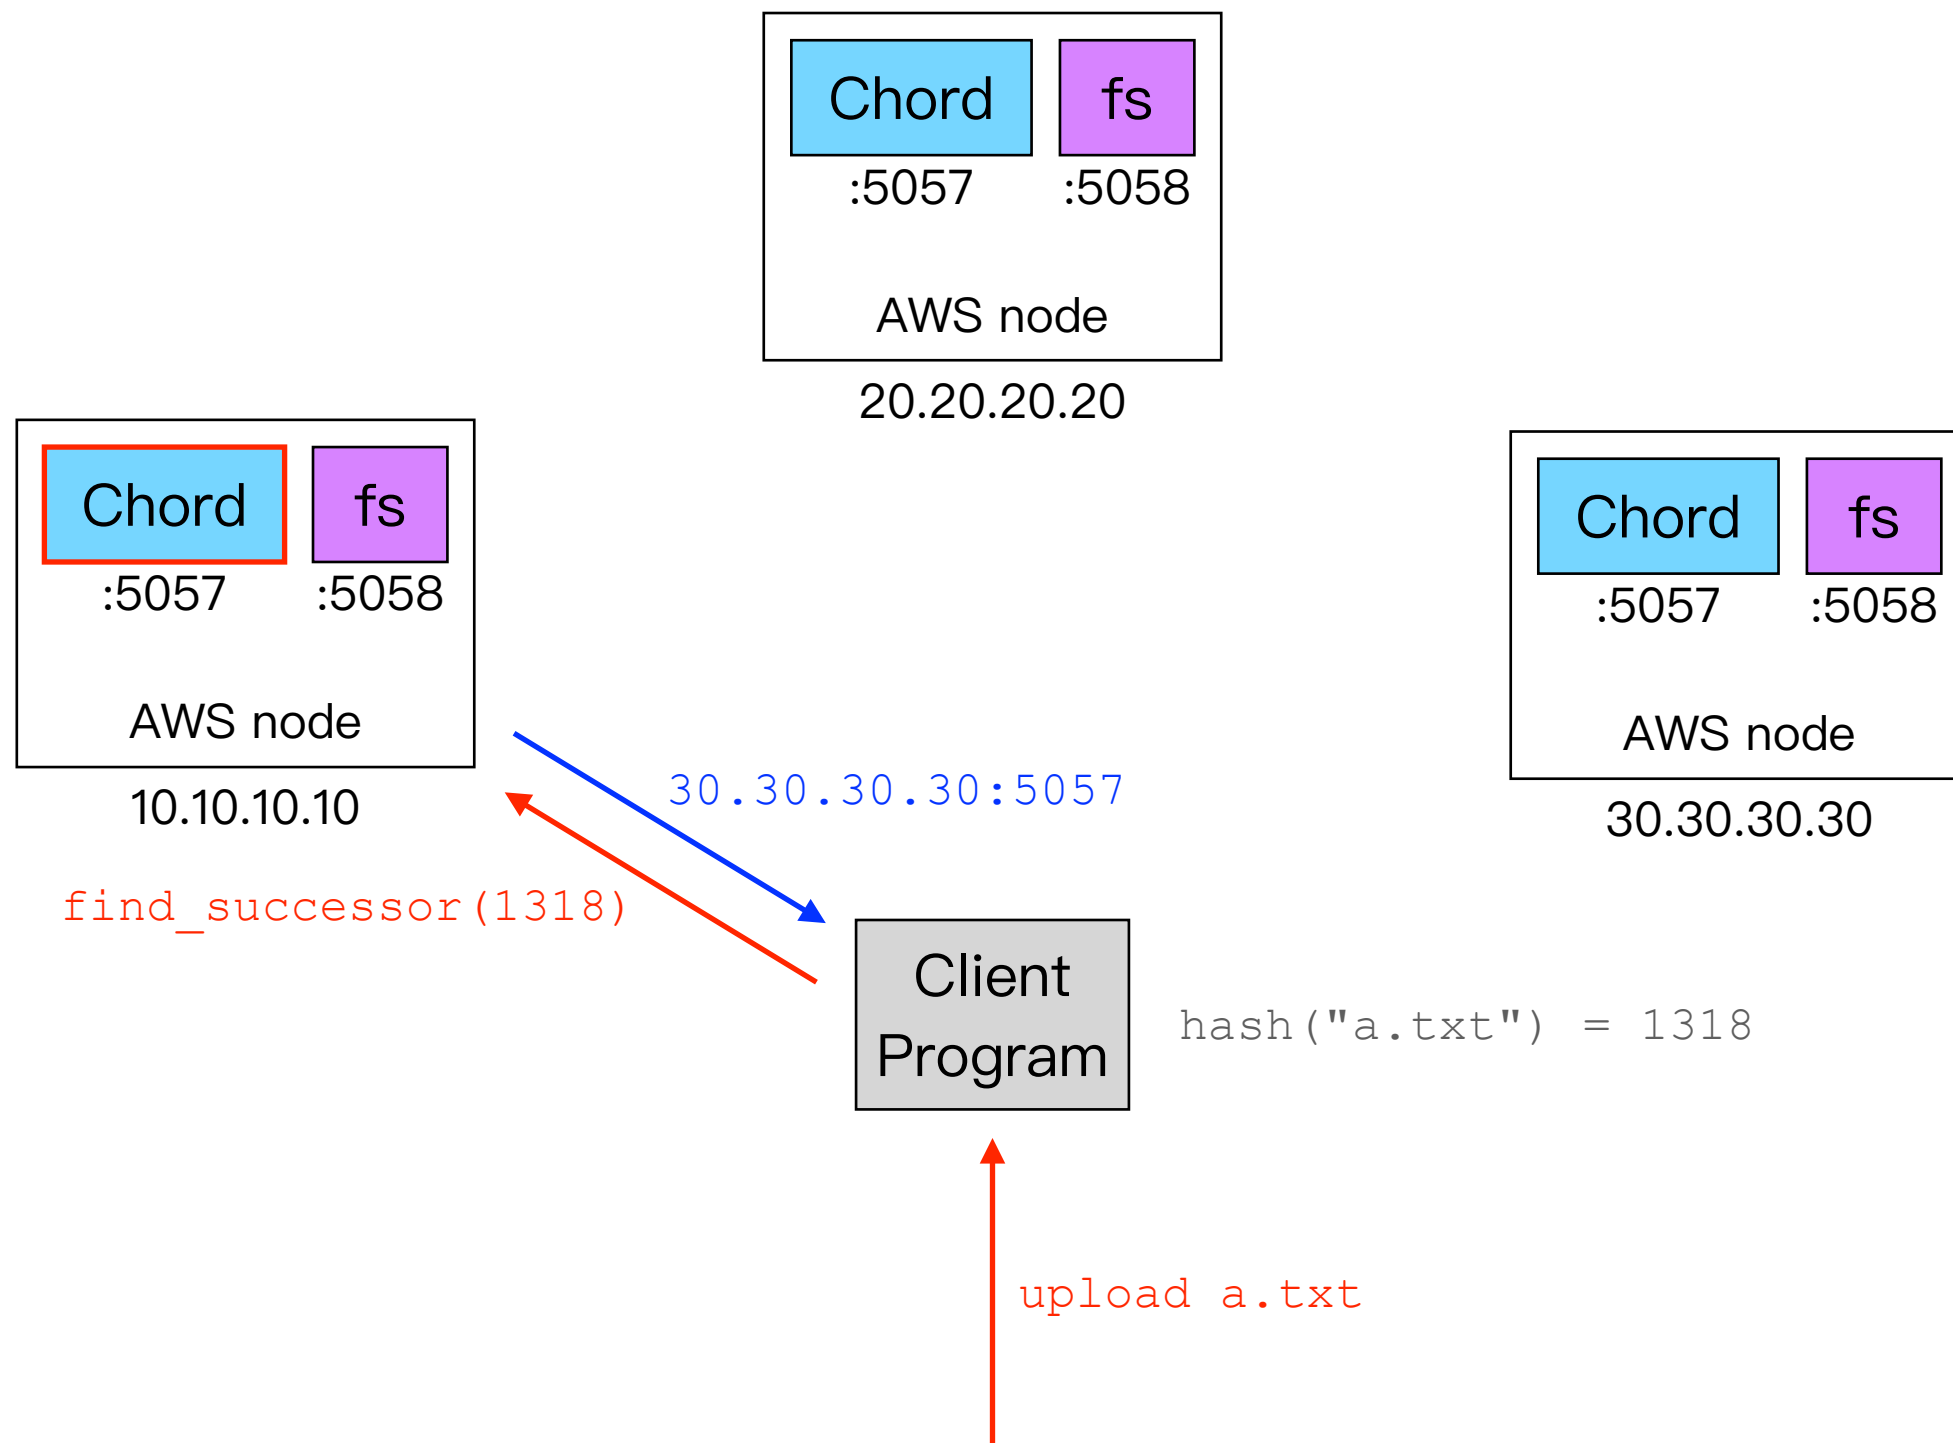 Chord
fs
:5057
:5058
AWS node
20.20.20.20
Chord
fs
:5057
:5058
AWS node
10.10.10.10
Chord
fs
:5057
:5058
AWS node
30.30.30.30
30.30.30.30:5057
find_successor(1318)
Client
Program
hash("a.txt") = 1318
upload a.txt